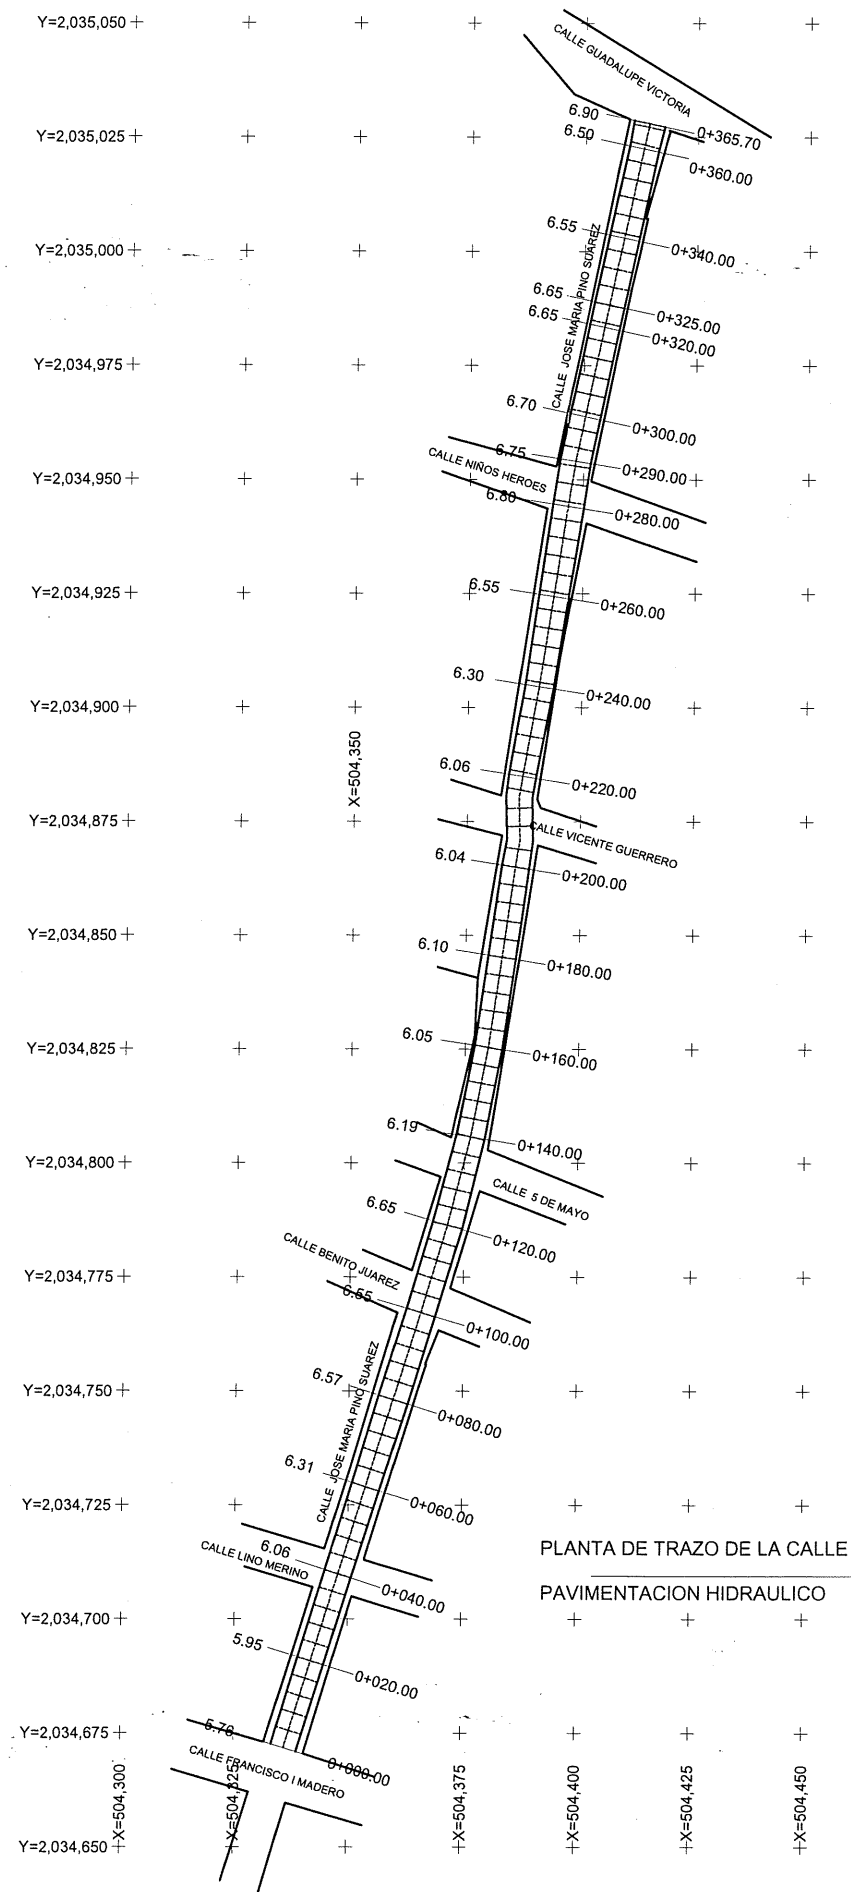 Y=2,035,050
CALLE GUADALUPE VICTORIA
6.90
0+365.70
Y=2,035,025
6.50
0+360.00
6.55
0+340.00
Y=2,035,000
CALLE JOSE MARIA PINO SUAREZ
6.65
0+325.00
6.65
0+320.00
Y=2,034,975
6.70
0+300.00
6.75
0+290.00
CALLE NIÑOS HEROES
Y=2,034,950
6.80
0+280.00
Y=2,034,925
6.55
0+260.00
6.30
0+240.00
Y=2,034,900
X=504,350
6.06
0+220.00
Y=2,034,875
CALLE VICENTE GUERRERO
6.04
0+200.00
Y=2,034,850
6.10
0+180.00
Y=2,034,825
6.05
0+160.00
6.19
0+140.00
Y=2,034,800
CALLE 5 DE MAYO
6.65
0+120.00
CALLE BENITO JUAREZ
Y=2,034,775
6.55
0+100.00
6.57
0+080.00
Y=2,034,750
CALLE JOSE MARIA PINO SUAREZ
6.31
0+060.00
Y=2,034,725
6.06
CALLE LINO MERINO
0+040.00
PLANTA DE TRAZO DE LA CALLE
PAVIMENTACION HIDRAULICO
Y=2,034,700
5.95
0+020.00
Y=2,034,675
5.76
0+000.00
CALLE FRANCISCO I MADERO
X=504,300
X=504,325
X=504,375
X=504,400
X=504,425
X=504,450
Y=2,034,650